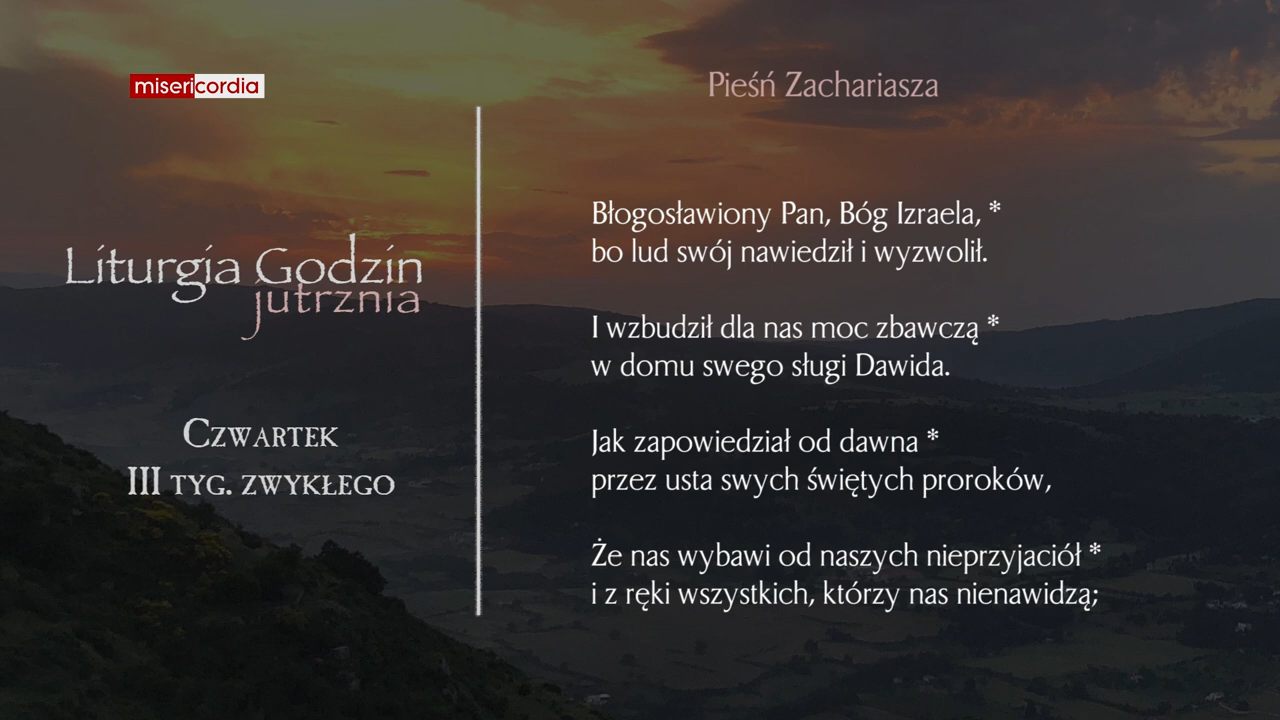 misericordia
Liturgia Godzin
jutrznia
Czwartek
III tyg. zwykłego
Pieśń Zachariasza
Błogosławiony Pan, Bóg Izraela, *
bo lud swój nawiedził i wyzwolił.
I wzbudził dla nas moc zbawczą *
w domu swego sługi Dawida.
Jak zapowiedział od dawna *
przez usta swych świętych proroków,
Że nas wybawi od naszych nieprzyjaciół *
i z ręki wszystkich, którzy nas nienawidzą;